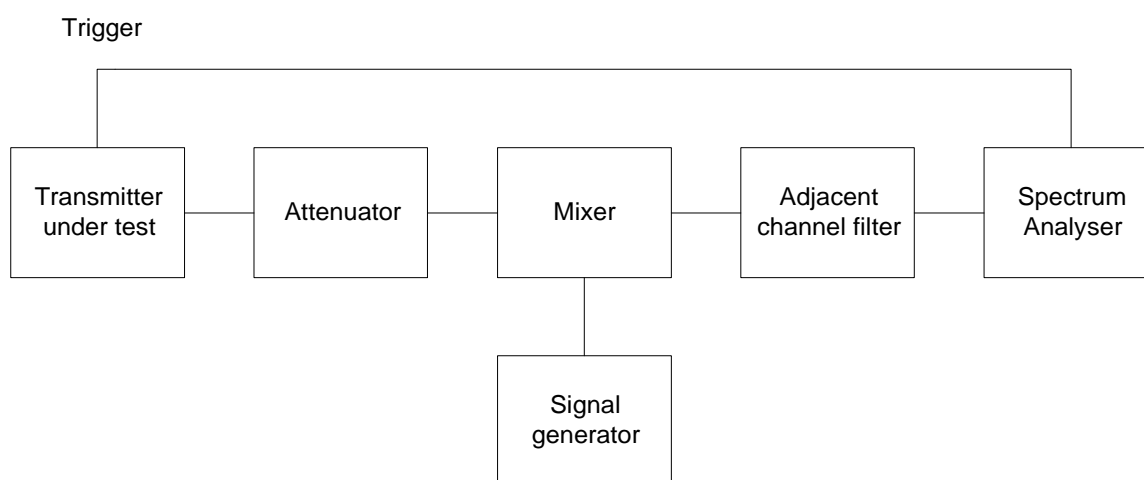 Trigger
Transmitter
under test
Attenuator
Mixer
Adjacent
channel filter
Spectrum
Analyser
Signal
generator